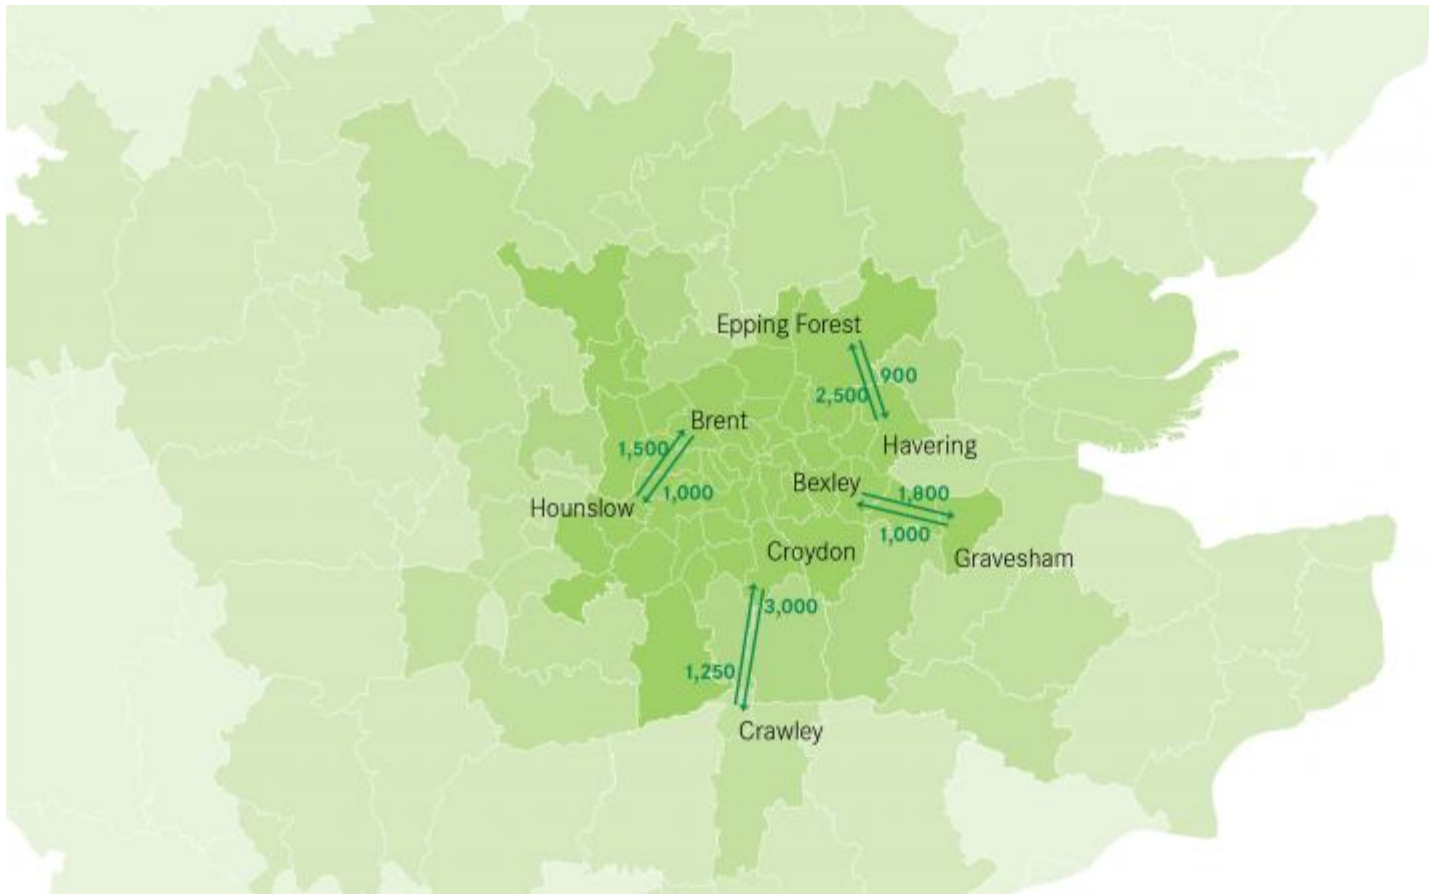 Epping Forest
900
2,500
Brent
Havering
1,500
Bexley
1,000
1,800
Hounslow
1,000
Croydon
Gravesham
3,000
1,250
Crawley